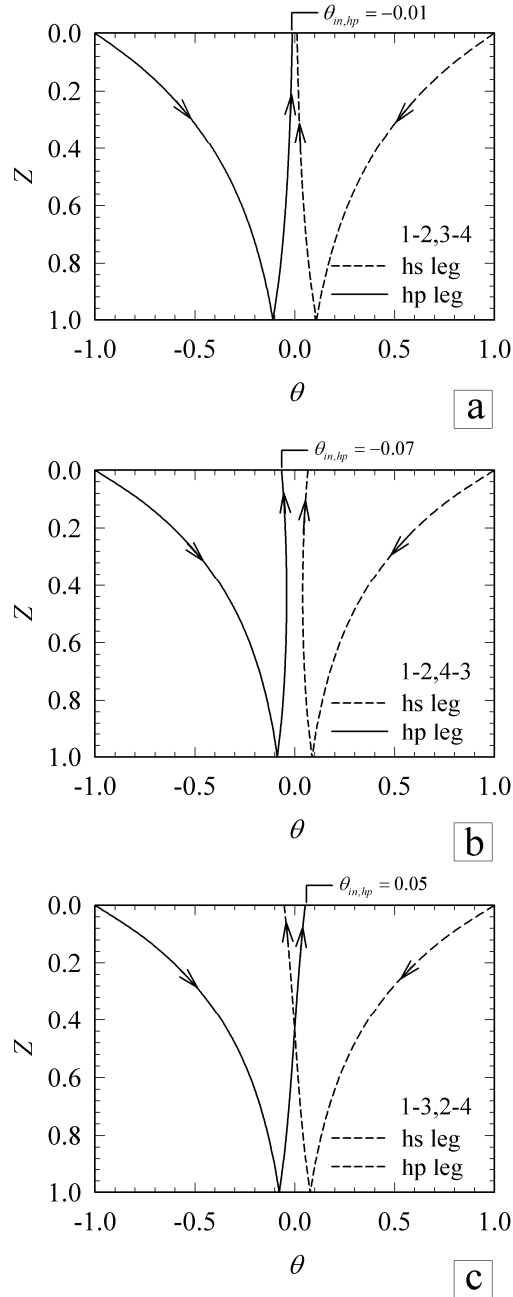 θin,hp = −0.01
0.0
0.2
0.4
Z
0.6
0.8
1.0
1-2,3-4
hs leg
hp leg
-1.0 -0.5 0.0 0.5 1.0
θ
a
θin,hp = −0.07
0.0
0.2
0.4
Z
0.6
0.8
1.0
1-2,4-3
hs leg
hp leg
-1.0 -0.5 0.0 0.5 1.0
θ
b
θin,hp = 0.05
0.0
0.2
0.4
Z
0.6
0.8
1.0
1-3,2-4
hs leg
hp leg
-1.0 -0.5 0.0 0.5 1.0
θ
c